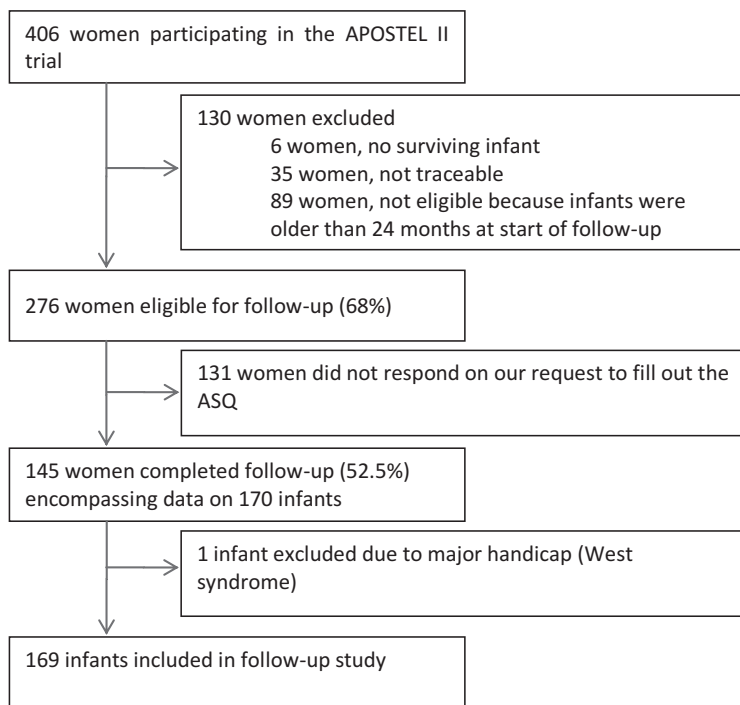 406 women participating in the APOSTEL II
trial
130 women excluded
6 women, no surviving infant
35 women, not traceable
89 women, not eligible because infants were
older than 24 months at start of follow-up
276 women eligible for follow-up (68%)
131 women did not respond on our request to fill out the
ASQ
145 women completed follow-up (52.5%)
encompassing data on 170 infants
1 infant excluded due to major handicap (West
syndrome)
169 infants included in follow-up study